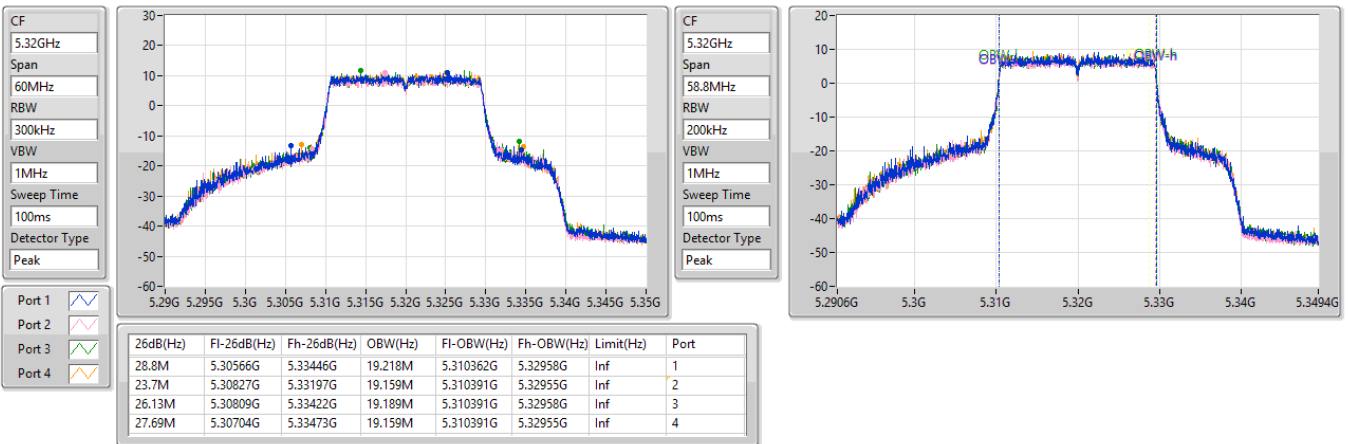 CF
5.32GHz
Span
60MHz
RBW
300kHz
VBW
1MHz
Sweep Time
100ms
Detector Type
Peak
30-
20-
10-
0-
-10-
-20-
-30-
-40-
-50-
-60-
5.29G 5.295G 5.3G 5.305G 5.31G 5.315G 5.32G 5.325G 5.33G 5.335G 5.34G 5.345G 5.35G
CF
5.32GHz
Span
58.8MHz
RBW
200kHz
VBW
1MHz
Sweep Time
100ms
Detector Type
Peak
20-
10-
0-
-10-
-20-
-30-
-40-
-50-
-60-
OBW-h
5.2906G 5.3G 5.31G 5.32G 5.33G 5.34G 5.3494G
Port 1
Port 2
Port 3
Port 4
26dB(Hz) Fl-26dB(Hz) Fh-26dB(Hz) OBW(Hz) Fl-OBW(Hz) Fh-OBW(Hz) Limit(Hz) Port
28.8M 5.30566G 5.33446G 19.218M 5.310362G 5.32958G Inf 1
23.7M 5.30827G 5.33197G 19.159M 5.310391G 5.32955G Inf 2
26.13M 5.30809G 5.33422G 19.189M 5.310391G 5.32958G Inf 3
27.69M 5.30704G 5.33473G 19.159M 5.310391G 5.32955G Inf 4